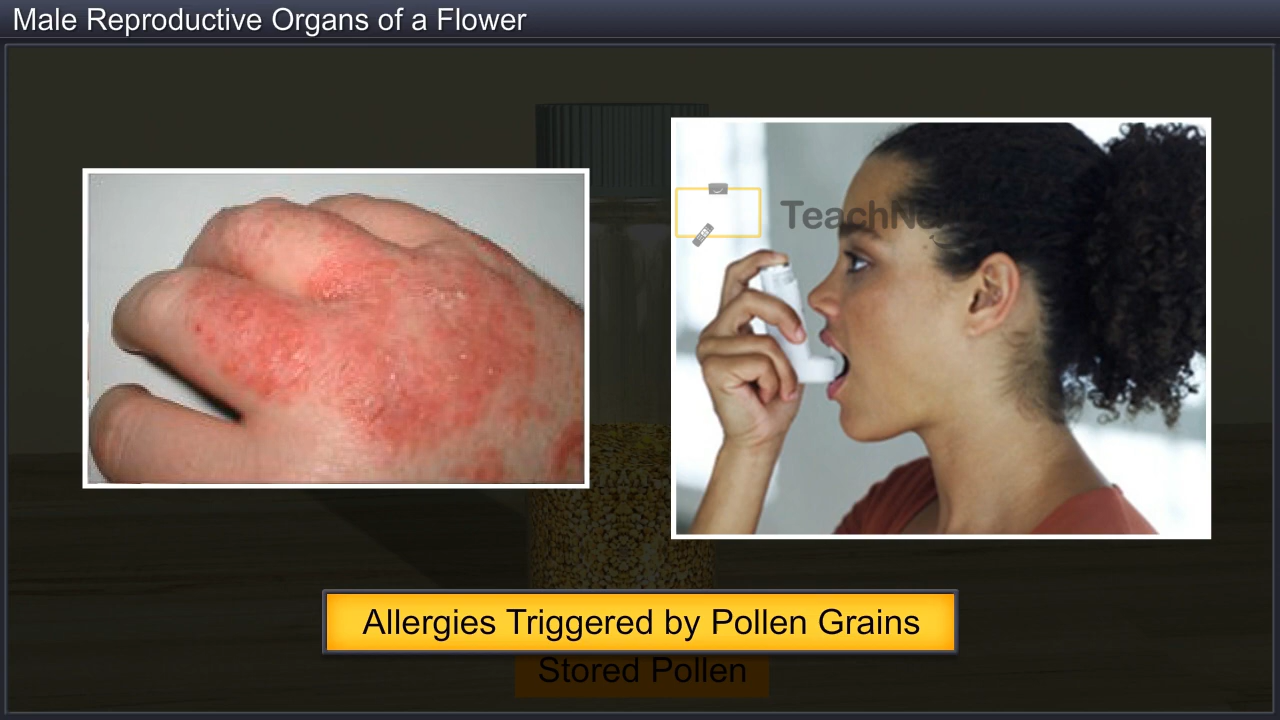 Male Reproductive Organs of a Flower
TeachNe
Allergies Triggered by Pollen Grains
Stored Pollen